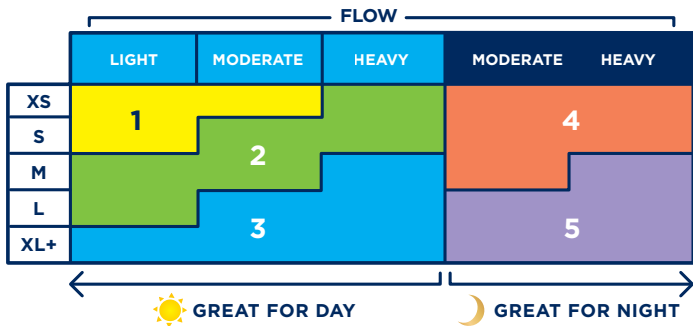 FLOW
LIGHT MODERATE HEAVY MODERATE HEAVY
XS
1
4
S
2
M
L
3
5
XL+
GREAT FOR DAY
GREAT FOR NIGHT